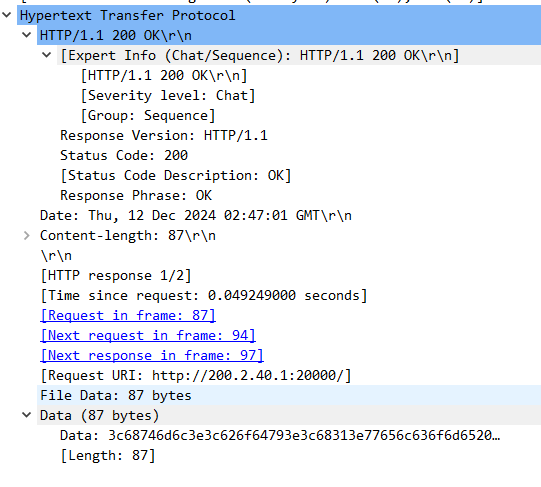 Hypertext Transfer Protocol
HTTP/1.1 200 OK\r\n
[Expert Info (Chat/Sequence): HTTP/1.1 200 OK\r\n]
[HTTP/1.1 200 OK\r\n]
[Severity level: Chat]
[Group: Sequence]
Response Version: HTTP/1.1
Status Code: 200
[Status Code Description: OK]
Response Phrase: OK
Date: Thu, 12 Dec 2024 02:47:01 GMT\r\n
Content-length: 87\r\n
\r\n
[HTTP response 1/2]
[Time since request: 0.049249000 seconds]
[Request in frame: 87]
[Next request in frame: 94]
[Next response in frame: 97]
[Request URI: http://200.2.40.1:20000/]
File Data: 87 bytes
Data (87 bytes)
Data: 3c68746d6c3e3c626f64793e3c68313e77656c636f6d6520…
[Length: 87]